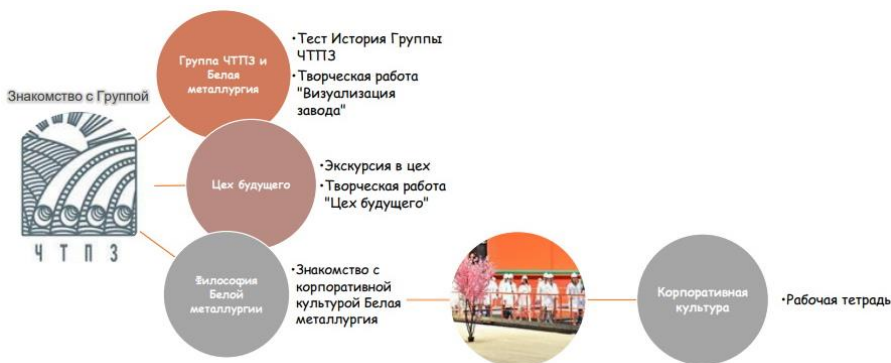 Знакомство с Группой
ЧТПЗ
Группа ЧТПЗ и
Белая
металлургия
•Тест История Группы
ЧТПЗ
•Творческая работа
"Визуализация
завода"
Цех будущего
•Экскурсия в цех
•Творческая работа
"Цех будущего"
Философия
Белой
металлургии
•Знакомство с
корпоративной
культурой Белая
металлургия
Корпоративная
культура
•Рабочая тетрадь